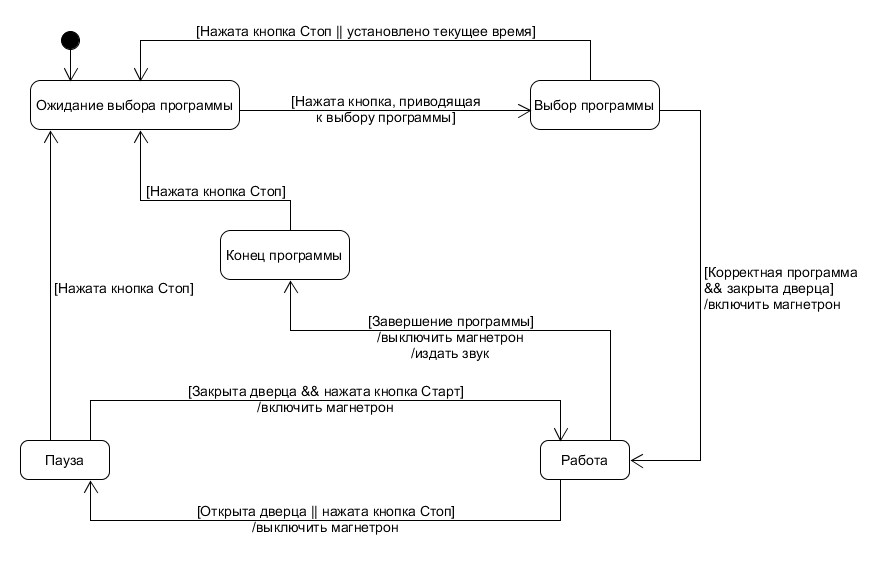 [Нажата кнопка Стоп || установлено текущее время]
Ожидание выбора программы
[Нажата кнопка, приводящая
к выбору программы]
Выбор программы
[Нажата кнопка Стоп]
Конец программы
[Корректная программа
&& закрыта дверца]
/включить магнетрон
[Нажата кнопка Стоп]
[Завершение программы]
/выключить магнетрон
/издать звук
[Закрыта дверца && нажата кнопка Старт]
/включить магнетрон
Пауза
Работа
[Открыта дверца || нажата кнопка Стоп]
/выключить магнетрон